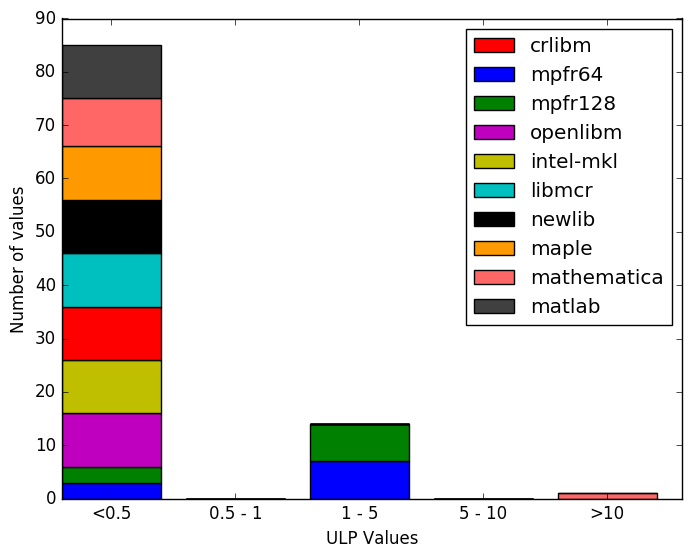 90
80
70
60
50
40
30
20
10
0
Number of values
crlibm
mpfr64
mpfr128
openlibm
intel-mkl
libmcr
newlib
maple
mathematica
matlab
<0.5
0.5 - 1
1 - 5
5 - 10
>10
ULP Values